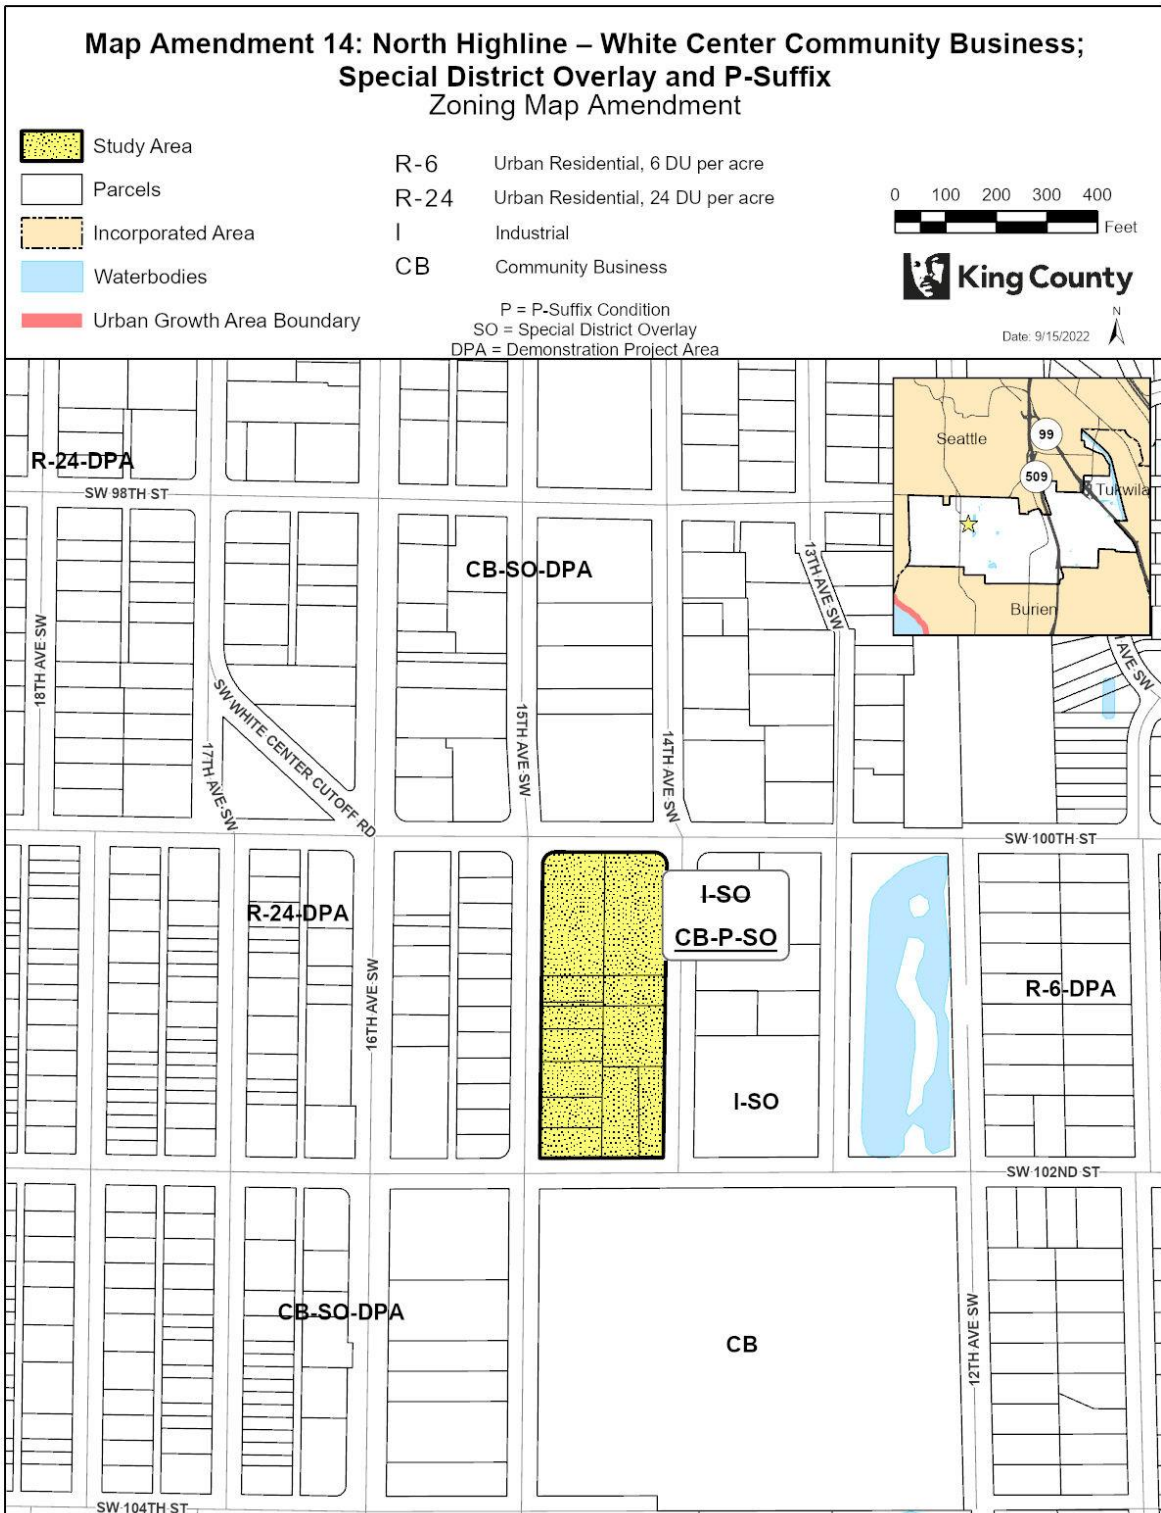 Map Amendment 14: North Highline – White Center Community Business;
Special District Overlay and P-Suffix
Zoning Map Amendment
Study Area
Parcels
Incorporated Area
Waterbodies
Urban Growth Area Boundary
R-6 Urban Residential, 6 DU per acre
R-24 Urban Residential, 24 DU per acre
I Industrial
CB Community Business
P = P-Suffix Condition
SO = Special District Overlay
DPA = Demonstration Project Area
0 100 200 300 400
Feet
King County
Date: 9/15/2022
N
Seattle
99
509
Tukwila
Burien
R-24-DPA
SW 98TH ST
CB-SO-DPA
13TH AVE SW
AVE SW
18TH AVE SW
SW WHITE CENTER CUTOFF RD
17TH AVE SW
15TH AVE SW
14TH AVE SW
SW 100TH ST
I-SO
CB-P-SO
R-24-DPA
16TH AVE SW
R-6-DPA
I-SO
SW 102ND ST
CB-SO-DPA
CB
12TH AVE SW
SW 104TH ST